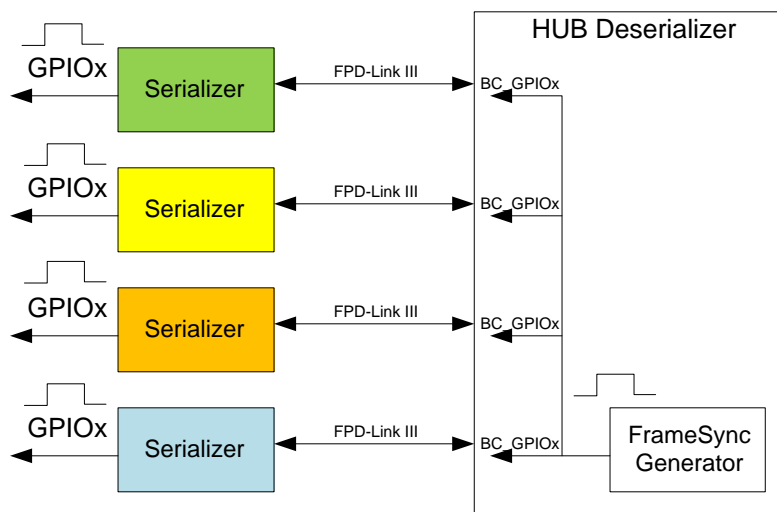 HUB Deserializer
GPIOx
Serializer
FPD-Link III
BC_GPIOx
GPIOx
Serializer
FPD-Link III
BC_GPIOx
GPIOx
Serializer
FPD-Link III
BC_GPIOx
GPIOx
Serializer
FPD-Link III
BC_GPIOx
FrameSync
Generator